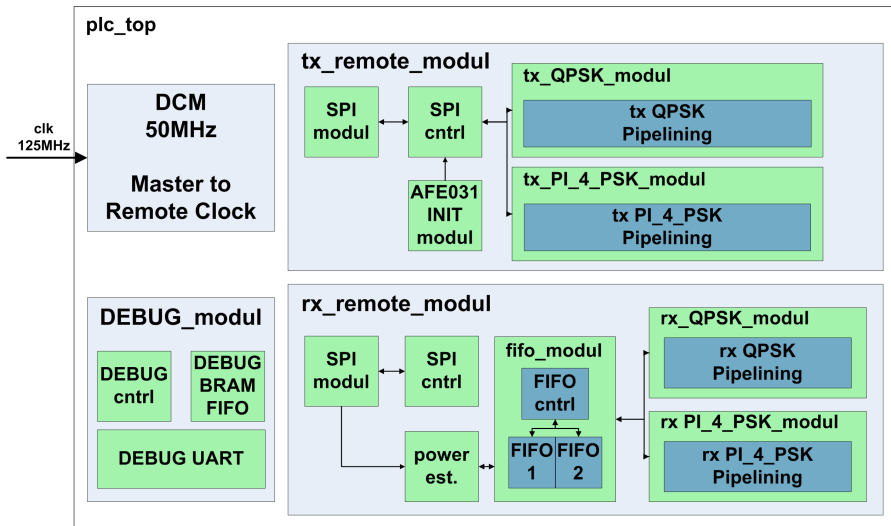 plc_top
clk
125MHz
DCM
50MHz
Master to
Remote Clock
tx_remote_modul
SPI
modul
SPI
cntrl
AFE031
INIT
modul
tx_QPSK_modul
tx QPSK
Pipelining
tx_PI_4_PSK_modul
tx PI_4_PSK
Pipelining
DEBUG_modul
DEBUG
cntrl
DEBUG
BRAM
FIFO
DEBUG UART
rx_remote_modul
SPI
modul
SPI
cntrl
power
est.
fifo_modul
FIFO
cntrl
FIFO
1
FIFO
2
rx_QPSK_modul
rx QPSK
Pipelining
rx PI_4_PSK_modul
rx PI_4_PSK
Pipelining